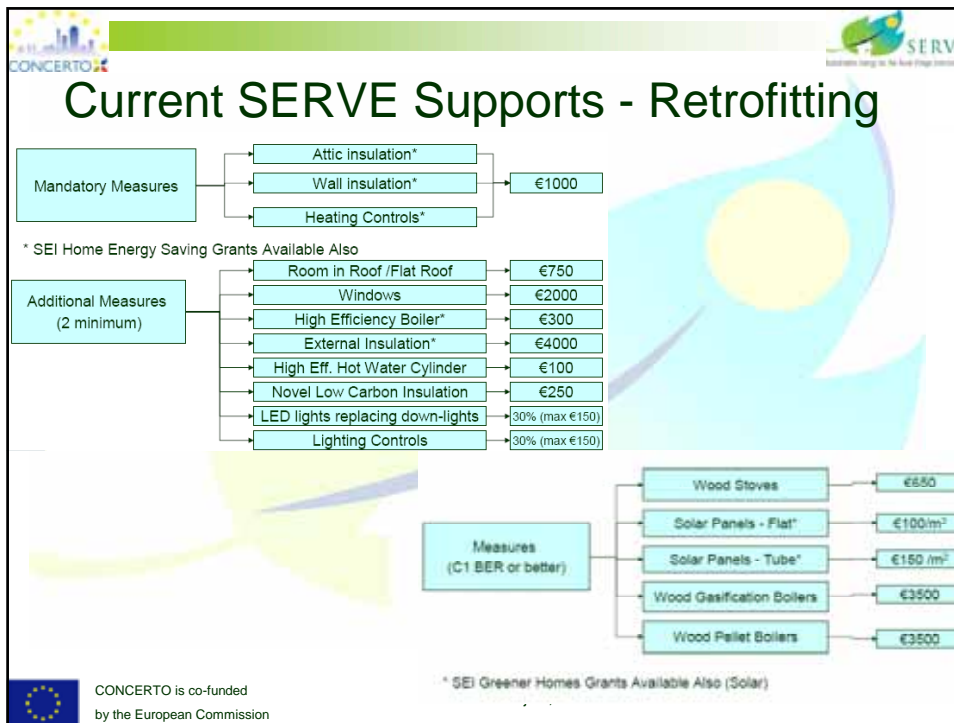 CONCERTO
SERV
Current SERVE Supports - Retrofitting
Mandatory Measures
Attic insulation*
Wall insulation*
Heating Controls*
€1000
* SEI Home Energy Saving Grants Available Also
Additional Measures
(2 minimum)
Room in Roof /Flat Roof
€750
Windows
€2000
High Efficiency Boiler*
€300
External Insulation*
€4000
High Eff. Hot Water Cylinder
€100
Novel Low Carbon Insulation
€250
LED lights replacing down-lights
30% (max €150)
Lighting Controls
30% (max €150)
Measures
(C1 BER or better)
Wood Stoves
€650
Solar Panels - Flat*
€100/m²
Solar Panels - Tube*
€150 /m²
Wood Gasification Boilers
€3500
Wood Pellet Boilers
€3500
* SEI Greener Homes Grants Available Also (Solar)
CONCERTO is co-funded
by the European Commission